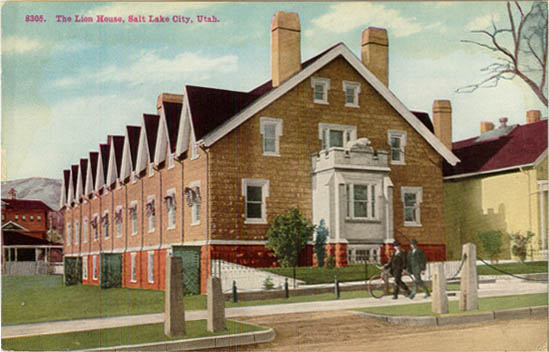 8305. The Lion House, Salt Lake City, Utah.